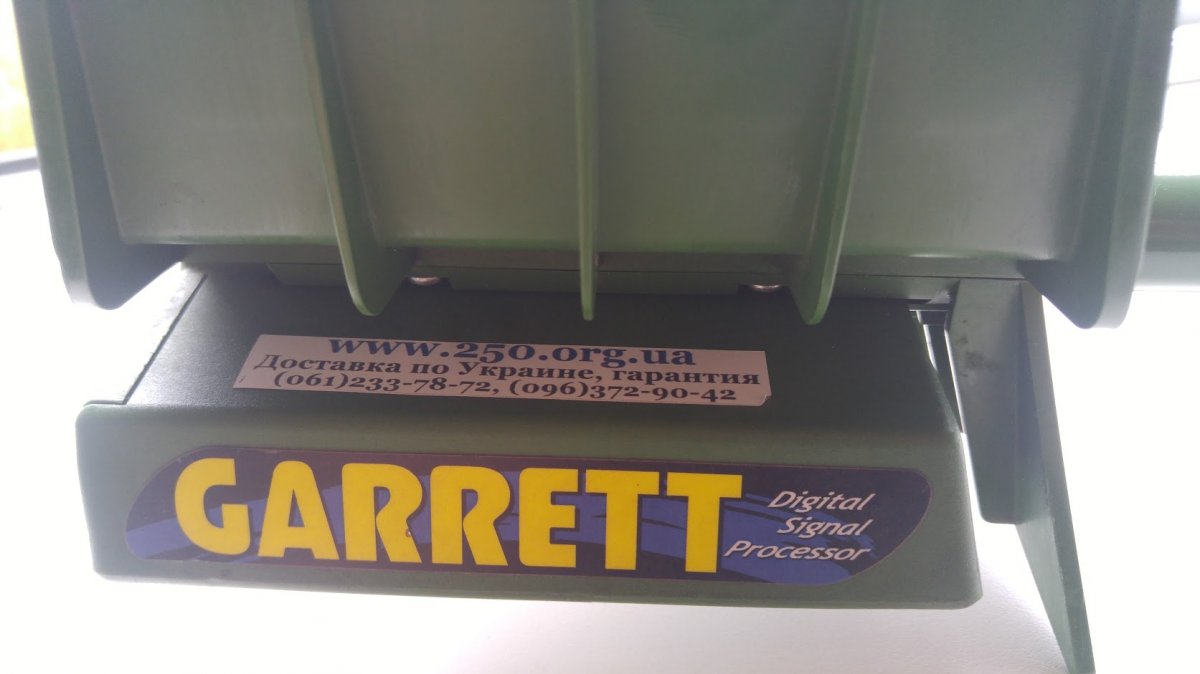 www.250.org.ua
Доставка по Украине, гарантия
(061)233-78-72, (096)372-90-42
GARRETT
Digital
Signal
Processor